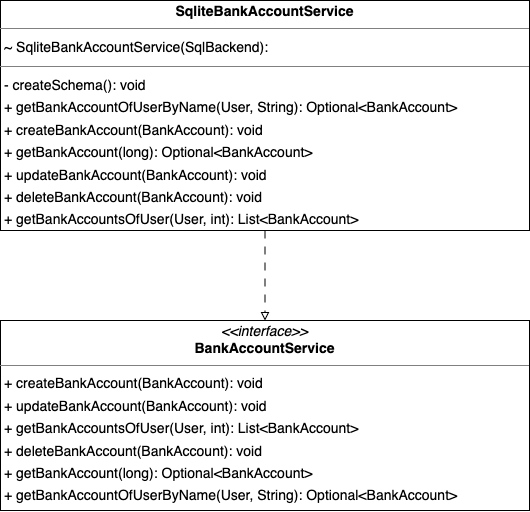 SqliteBankAccountService
~ SqliteBankAccountService(SqlBackend):
- createSchema(): void
+ getBankAccountOfUserByName(User, String): Optional<BankAccount>
+ createBankAccount(BankAccount): void
+ getBankAccount(long): Optional<BankAccount>
+ updateBankAccount(BankAccount): void
+ deleteBankAccount(BankAccount): void
+ getBankAccountsOfUser(User, int): List<BankAccount>
<<interface>>
BankAccountService
+ createBankAccount(BankAccount): void
+ updateBankAccount(BankAccount): void
+ getBankAccountsOfUser(User, int): List<BankAccount>
+ deleteBankAccount(BankAccount): void
+ getBankAccount(long): Optional<BankAccount>
+ getBankAccountOfUserByName(User, String): Optional<BankAccount>